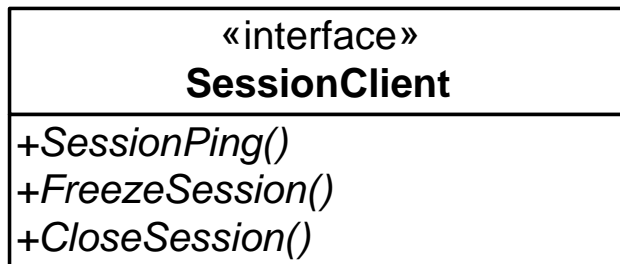 «interface»
SessionClient
+SessionPing()
+FreezeSession()
+CloseSession()